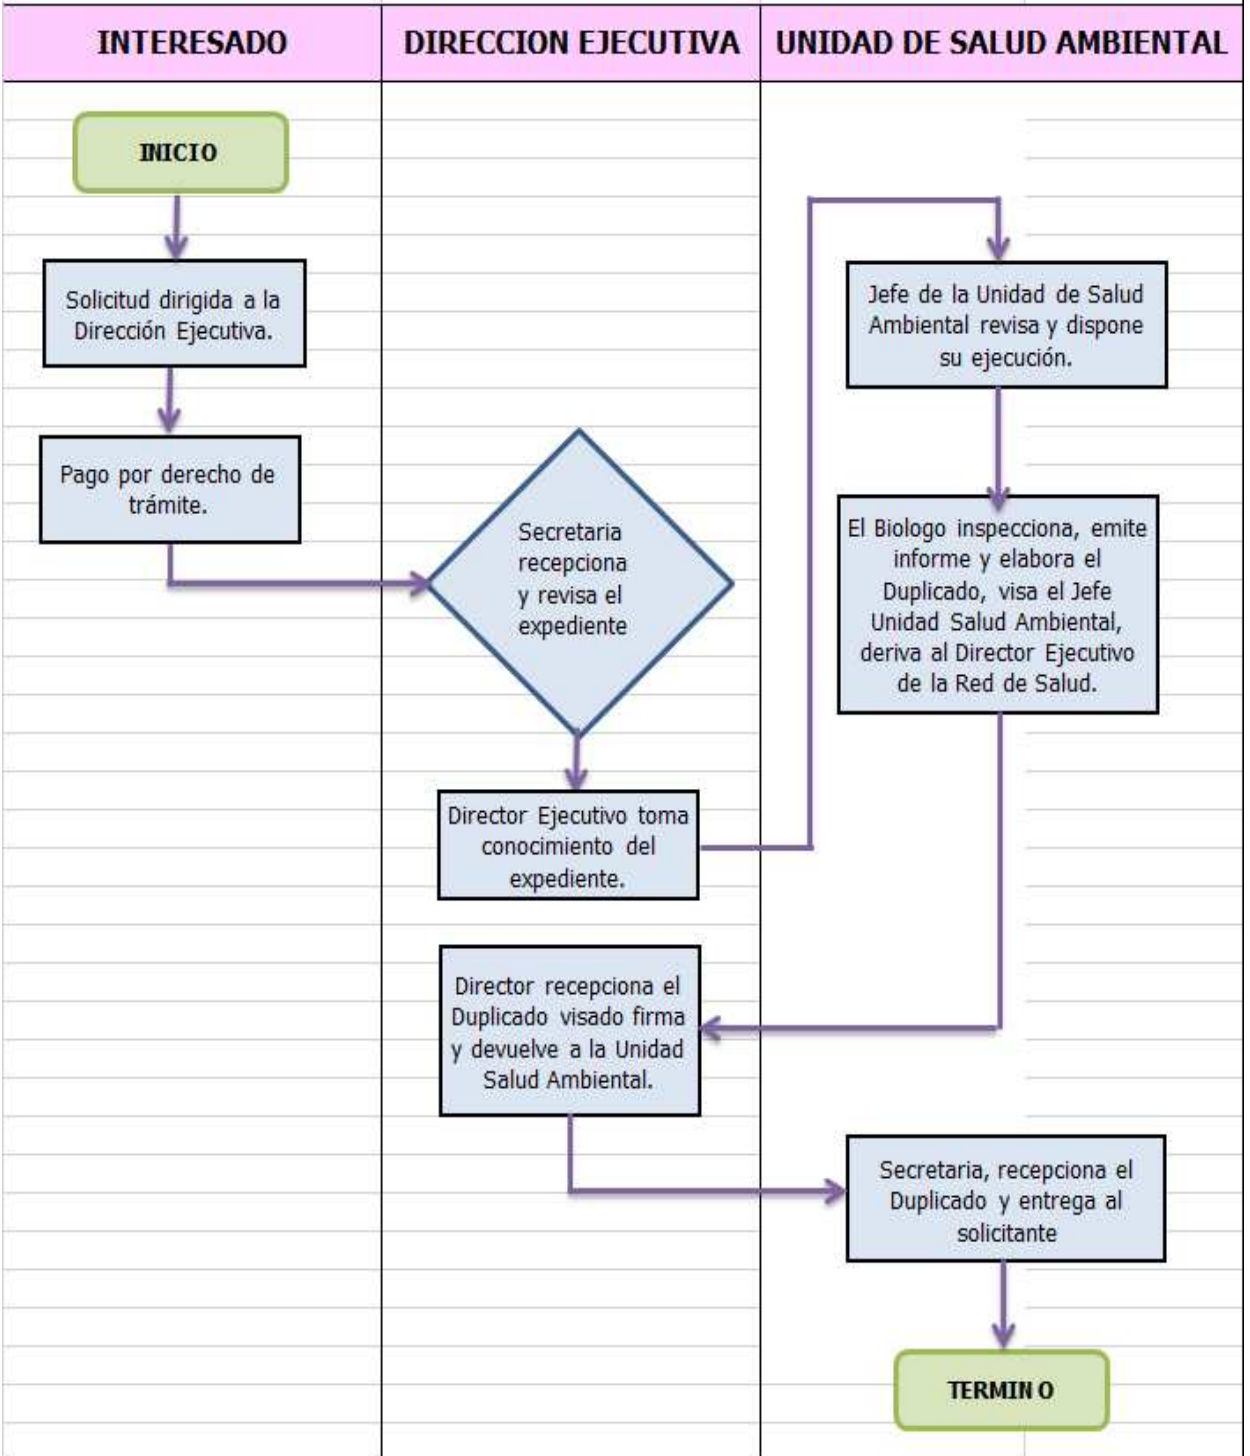 INTERESADO
DIRECCION EJECUTIVA
UNIDAD DE SALUD AMBIENTAL
INICIO
Solicitud dirigida a la
Dirección Ejecutiva.
Pago por derecho de
trámite.
Secretaria
recepciona
y revisa el
expediente
Director Ejecutivo toma
conocimiento del
expediente.
Jefe de la Unidad de Salud
Ambiental revisa y dispone
su ejecución.
El Biologo inspecciona, emite
informe y elabora el
Duplicado, visa el Jefe
Unidad Salud Ambiental,
deriva al Director Ejecutivo
de la Red de Salud.
Director recepciona el
Duplicado visado firma
y devuelve a la Unidad
Salud Ambiental.
Secretaria, recepciona el
Duplicado y entrega al
solicitante
TERMINO